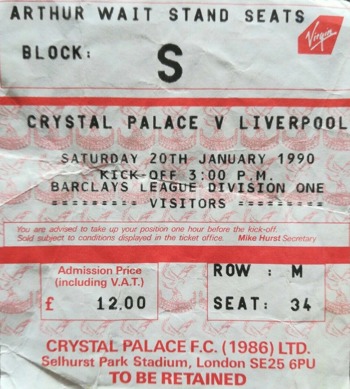 ARTHUR WAIT STAND SEATS
Virgin
BLOCK: S
CRYSTAL PALACE V LIVERPOOL
SATURDAY 20TH JANUARY 1990
KICK-OFF 3:00 P.M.
BARCLAYS LEAGUE DIVISION ONE
========= VISITORS =========
You are advised to take up your position one hour before the kick-off.
Sold subject to conditions displayed in the ticket office. Mike Hurst Secretary
Admission Price
(including V.A.T.)
£ 12.00
ROW : M
SEAT: 34
CRYSTAL PALACE F.C. (1986) LTD.
Selhurst Park Stadium, London SE25 6PU
TO BE RETAINED